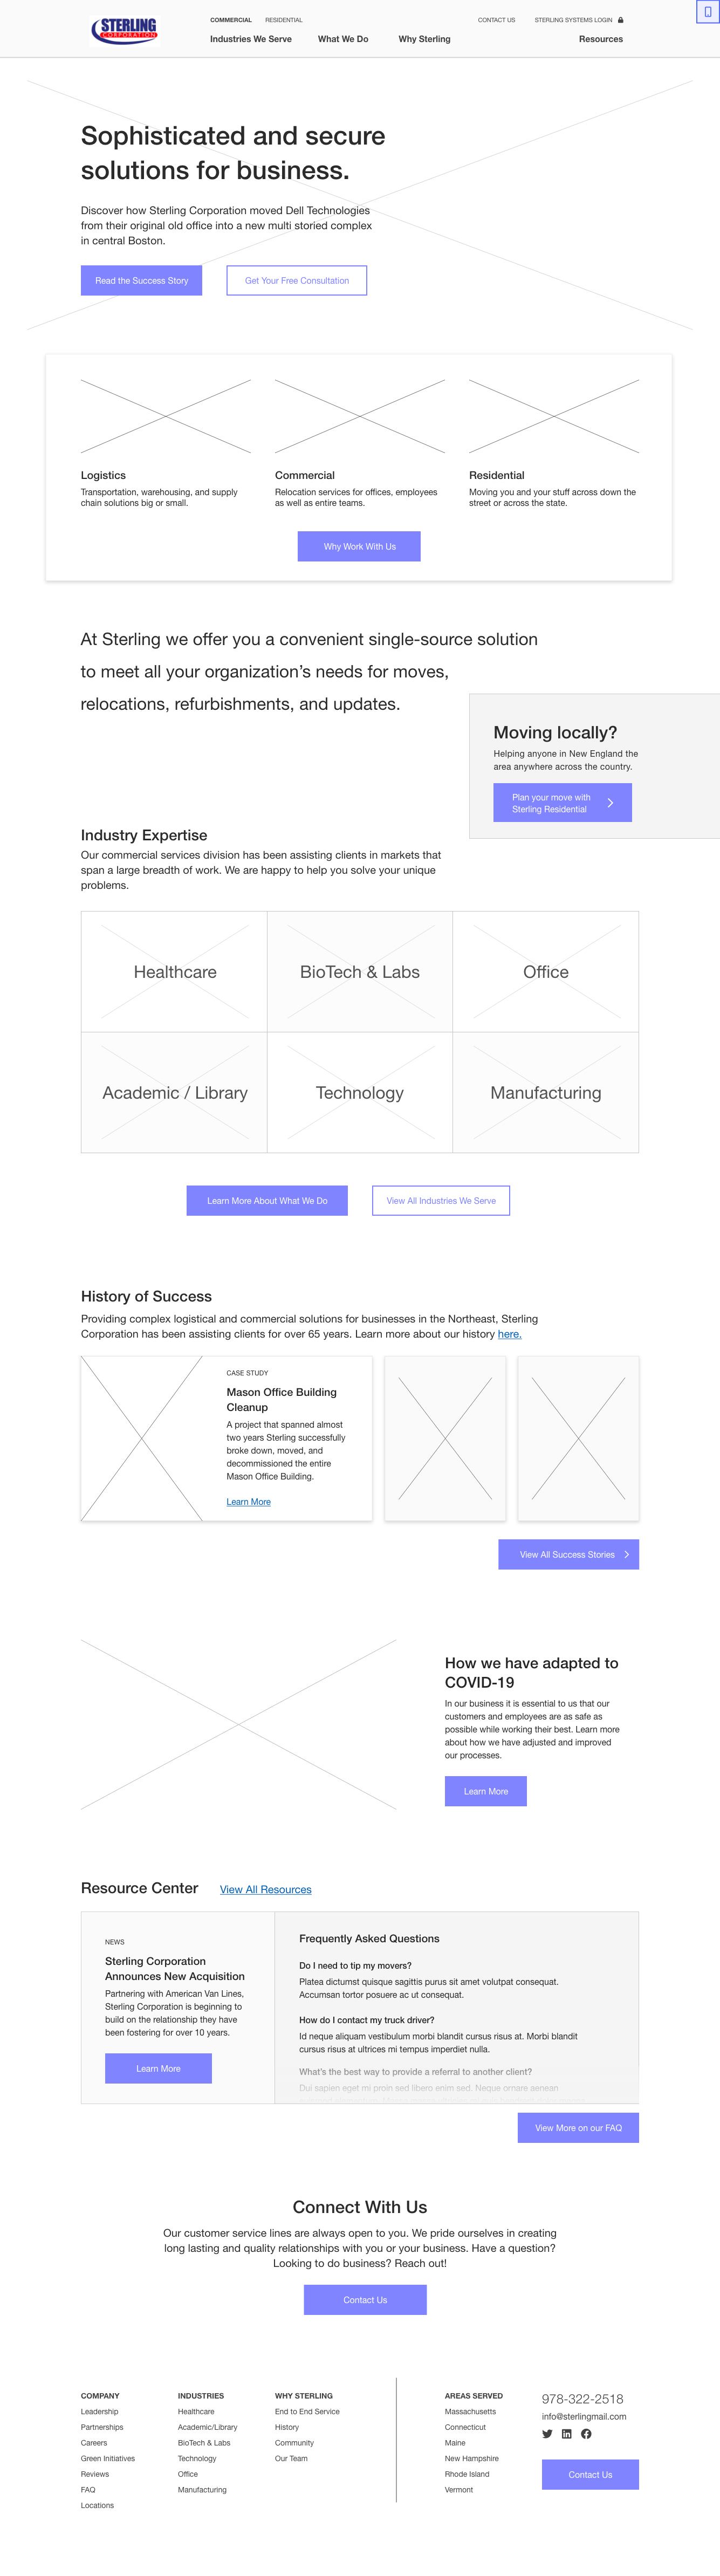 STERLING
CORPORATION
COMMERCIAL RESIDENTIAL
CONTACT US STERLING SYSTEMS LOGIN
Industries We Serve What We Do Why Sterling Resources
Sophisticated and secure
solutions for business.
Discover how Sterling Corporation moved Dell Technologies
from their original old office into a new multi storied complex
in central Boston.
Read the Success Story
Get Your Free Consultation
Logistics
Transportation, warehousing, and supply
chain solutions big or small.
Commercial
Relocation services for offices, employees
as well as entire teams.
Residential
Moving you and your stuff across down the
street or across the state.
Why Work With Us
At Sterling we offer you a convenient single-source solution
to meet all your organization’s needs for moves,
relocations, refurbishments, and updates.
Moving locally?
Helping anyone in New England the
area anywhere across the country.
Plan your move with
Sterling Residential
Industry Expertise
Our commercial services division has been assisting clients in markets that
span a large breadth of work. We are happy to help you solve your unique
problems.
Healthcare
BioTech & Labs
Office
Academic / Library
Technology
Manufacturing
Learn More About What We Do
View All Industries We Serve
History of Success
Providing complex logistical and commercial solutions for businesses in the Northeast, Sterling
Corporation has been assisting clients for over 65 years. Learn more about our history here.
CASE STUDY
Mason Office Building
Cleanup
A project that spanned almost
two years Sterling successfully
broke down, moved, and
decommissioned the entire
Mason Office Building.
Learn More
View All Success Stories
How we have adapted to
COVID-19
In our business it is essential to us that our
customers and employees are as safe as
possible while working their best. Learn more
about how we have adjusted and improved
our processes.
Learn More
Resource Center View All Resources
NEWS
Sterling Corporation
Announces New Acquisition
Partnering with American Van Lines,
Sterling Corporation is beginning to
build on the relationship they have
been fostering for over 10 years.
Learn More
Frequently Asked Questions
Do I need to tip my movers?
Platea dictumst quisque sagittis purus sit amet volutpat consequat.
Accumsan tortor posuere ac ut consequat.
How do I contact my truck driver?
Id neque aliquam vestibulum morbi blandit cursus risus at. Morbi blandit
cursus risus at ultrices mi tempus imperdiet nulla.
What’s the best way to provide a referral to another client?
Dui sapien eget mi proin sed libero enim sed. Neque ornare aenean
View More on our FAQ
Connect With Us
Our customer service lines are always open to you. We pride ourselves in creating
long lasting and quality relationships with you or your business. Have a question?
Looking to do business? Reach out!
Contact Us
COMPANY
Leadership
Partnerships
Careers
Green Initiatives
Reviews
FAQ
Locations
INDUSTRIES
Healthcare
Academic/Library
BioTech & Labs
Technology
Office
Manufacturing
WHY STERLING
End to End Service
History
Community
Our Team
AREAS SERVED
Massachusetts
Connecticut
Maine
New Hampshire
Rhode Island
Vermont
978-322-2518
info@sterlingmail.com
Contact Us